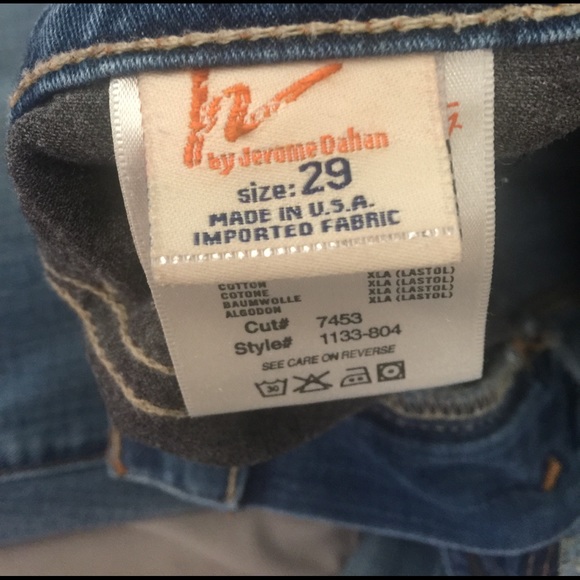 by Jerome Dahan
size: 29
MADE IN U.S.A.
IMPORTED FABRIC
COTTON XLA (LASTOL)
COTONE XLA (LASTOL)
BAUMWOLLE XLA (LASTOL)
ALGODON XLA (LASTOL)
Cut# 7453
Style# 1133-804
SEE CARE ON REVERSE
30